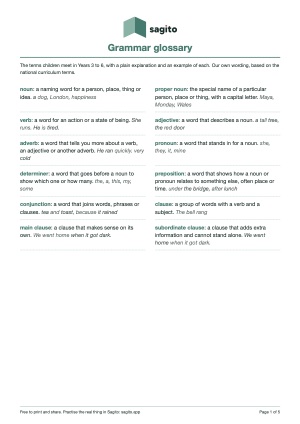 sagito
Grammar glossary
The terms children meet in Years 3 to 6, with a plain explanation and an example of each. Our own wording, based on the
national curriculum terms.
noun: a naming word for a person, place, thing or
idea. a dog, London, happiness
proper noun: the special name of a particular
person, place or thing, with a capital letter. Maya,
Monday, Wales
verb: a word for an action or a state of being. She
runs. He is tired.
adjective: a word that describes a noun. a tall tree,
the red door
adverb: a word that tells you more about a verb,
an adjective or another adverb. He ran quickly, very
cold
pronoun: a word that stands in for a noun. she,
they, it, mine
determiner: a word that goes before a noun to
show which one or how many. the, a, this, my,
some
preposition: a word that shows how a noun or
pronoun relates to something else, often place or
time. under the bridge, after lunch
conjunction: a word that joins words, phrases or
clauses. tea and toast, because it rained
clause: a group of words with a verb and a
subject. The bell rang
main clause: a clause that makes sense on its
own. We went home when it got dark.
subordinate clause: a clause that adds extra
information and cannot stand alone. We went
home when it got dark.
Free to print and share. Practise the real thing in Sagito: sagito.app
Page 1 of 5